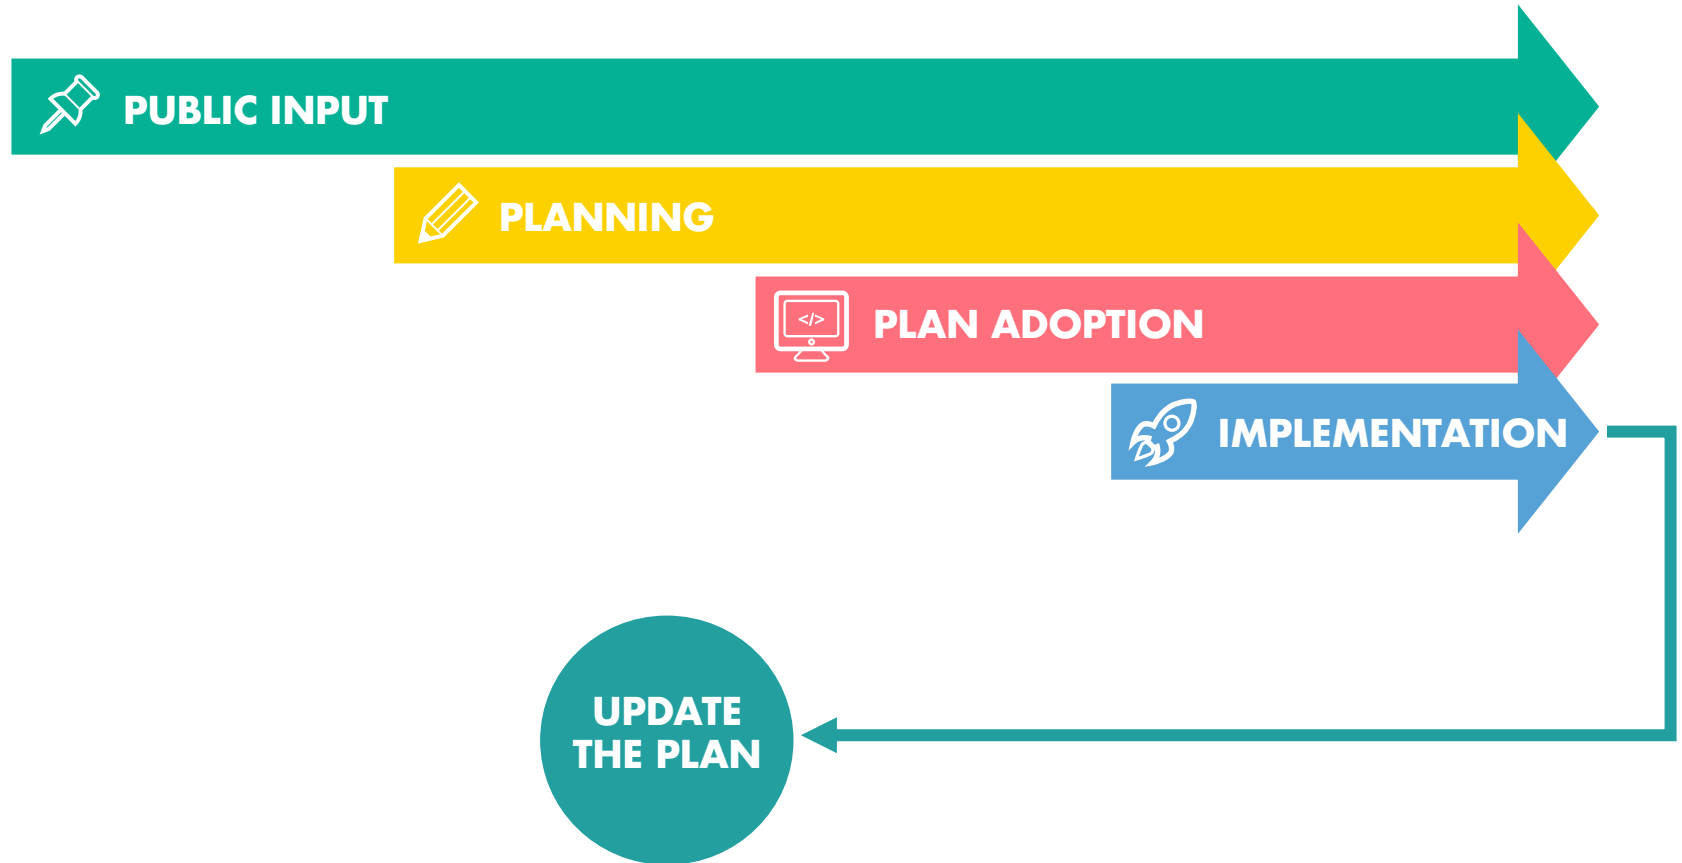 PUBLIC INPUT
PLANNING
</>
PLAN ADOPTION
IMPLEMENTATION
UPDATE
THE PLAN